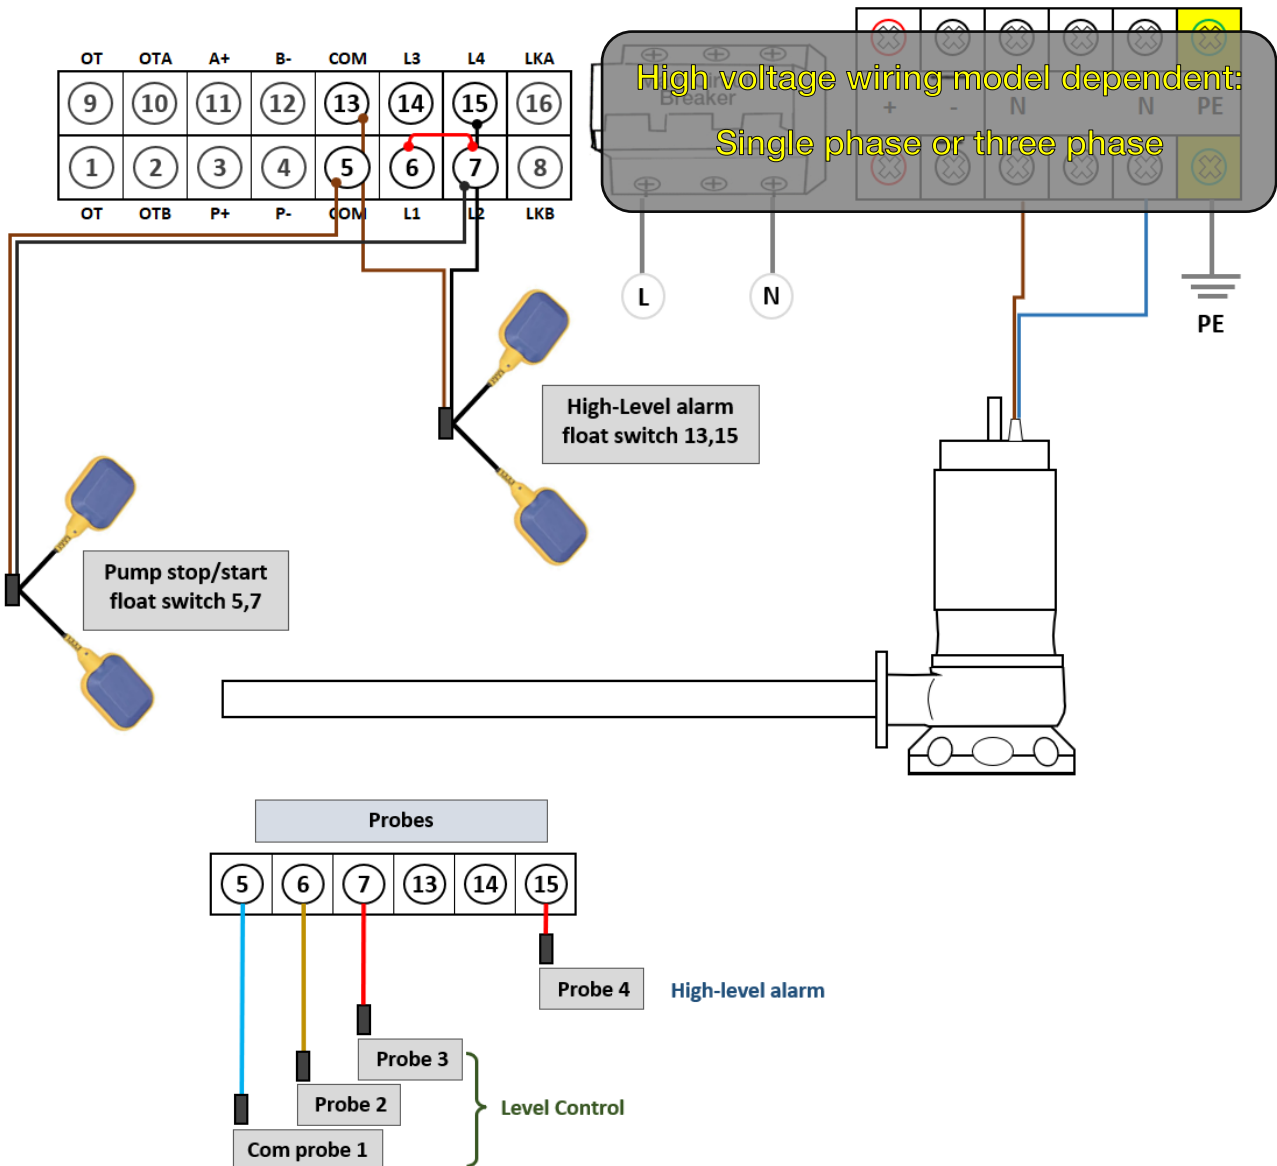 OT OTA A+ B- COM L3 L4 LKA
9 10 11 12 13 14 15 16
1 2 3 4 5 6 7 8
OT OTB P+ P- COM L1 L2 LKB
High voltage wiring model dependent:
Breaker
+ - N N PE
Single phase or three phase
L N
PE
High-Level alarm
float switch 13,15
Pump stop/start
float switch 5,7
Probes
5 6 7 13 14 15
Probe 4 High-level alarm
Probe 3
Probe 2 Level Control
Com probe 1